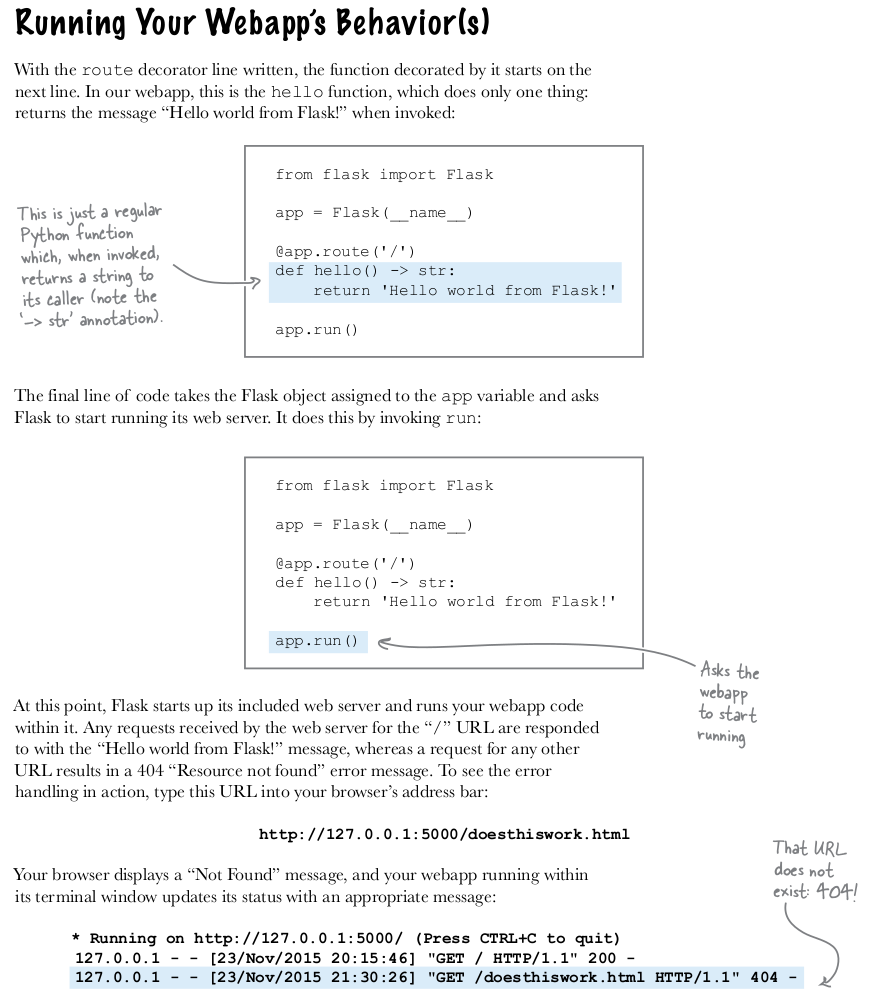 Running Your Webapp's Behavior(s)
With the route decorator line written, the function decorated by it starts on the
next line. In our webapp, this is the hello function, which does only one thing:
returns the message “Hello world from Flask!” when invoked:
from flask import Flask
app = Flask(__name__)
@app.route('/')
def hello() -> str:
    return 'Hello world from Flask!'
app.run()
This is just a regular
Python function
which, when invoked,
returns a string to
its caller (note the
'-> str' annotation).
The final line of code takes the Flask object assigned to the app variable and asks
Flask to start running its web server. It does this by invoking run:
from flask import Flask
app = Flask(__name__)
@app.route('/')
def hello() -> str:
    return 'Hello world from Flask!'
app.run()
Asks the
webapp
to start
running
At this point, Flask starts up its included web server and runs your webapp code
within it. Any requests received by the web server for the “/” URL are responded
to with the “Hello world from Flask!” message, whereas a request for any other
URL results in a 404 “Resource not found” error message. To see the error
handling in action, type this URL into your browser’s address bar:
http://127.0.0.1:5000/doesthiswork.html
Your browser displays a “Not Found” message, and your webapp running within
its terminal window updates its status with an appropriate message:
That URL
does not
exist: 404!
* Running on http://127.0.0.1:5000/ (Press CTRL+C to quit)
127.0.0.1 - - [23/Nov/2015 20:15:46] "GET / HTTP/1.1" 200 -
127.0.0.1 - - [23/Nov/2015 21:30:26] "GET /doesthiswork.html HTTP/1.1" 404 -